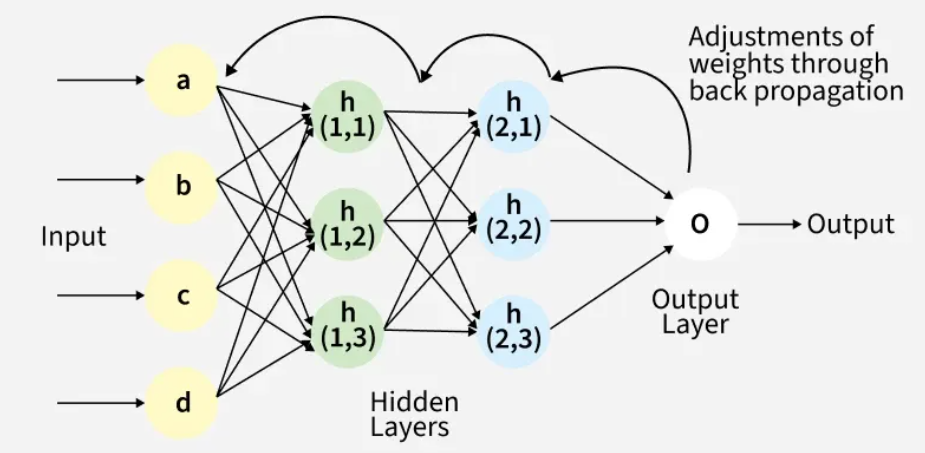 Adjustments of
weights through
back propagation
a
h
(1,1)
h
(2,1)
b
h
(1,2)
h
(2,2)
Input
O
Output
c
h
(1,3)
h
(2,3)
Output
Layer
d
Hidden
Layers